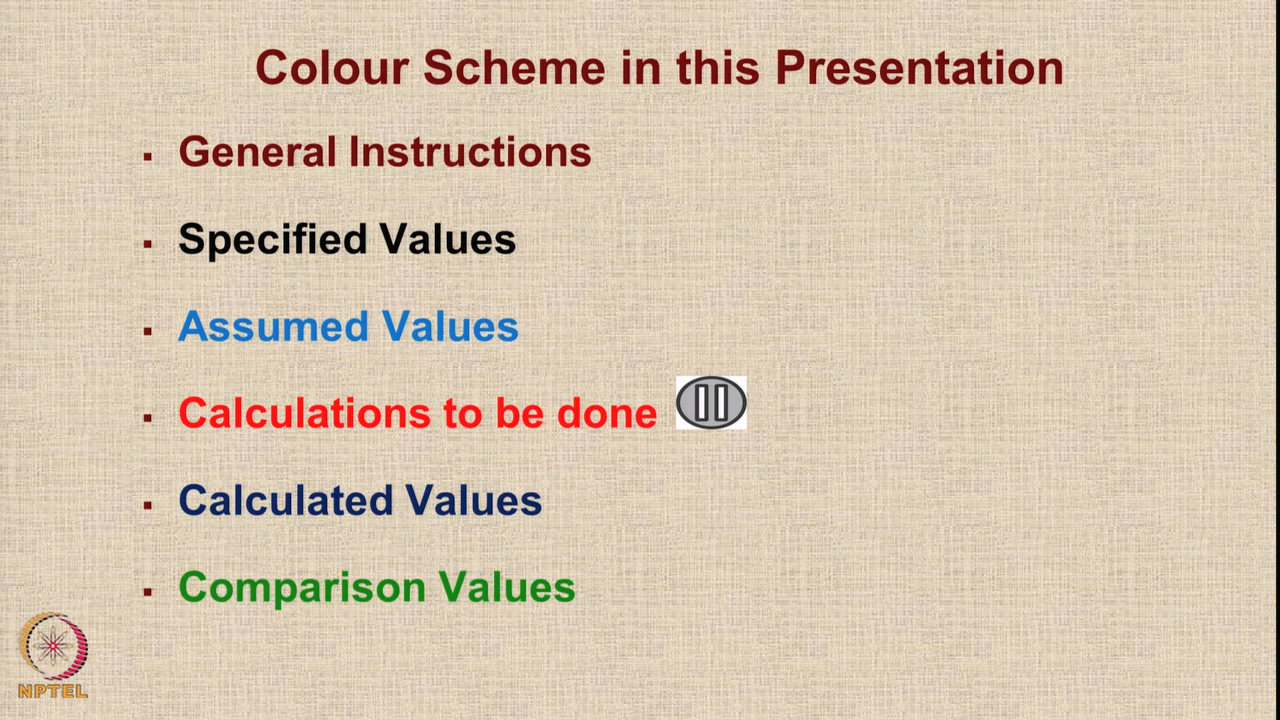 Colour Scheme in this Presentation
▪ General Instructions
▪ Specified Values
▪ Assumed Values
▪ Calculations to be done
▪ Calculated Values
▪ Comparison Values
NPTEL